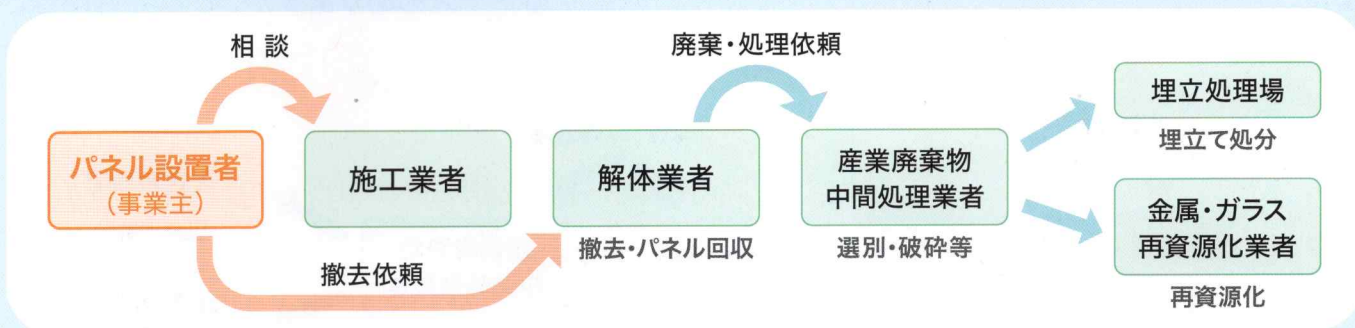 相談
廃棄・処理依頼
パネル設置者
(事業主)
施工業者
解体業者
撤去・パネル回収
産業廃棄物
中間処理業者
選別・破砕等
埋立処理場
埋立て処分
金属・ガラス
再資源化業者
再資源化
撤去依頼